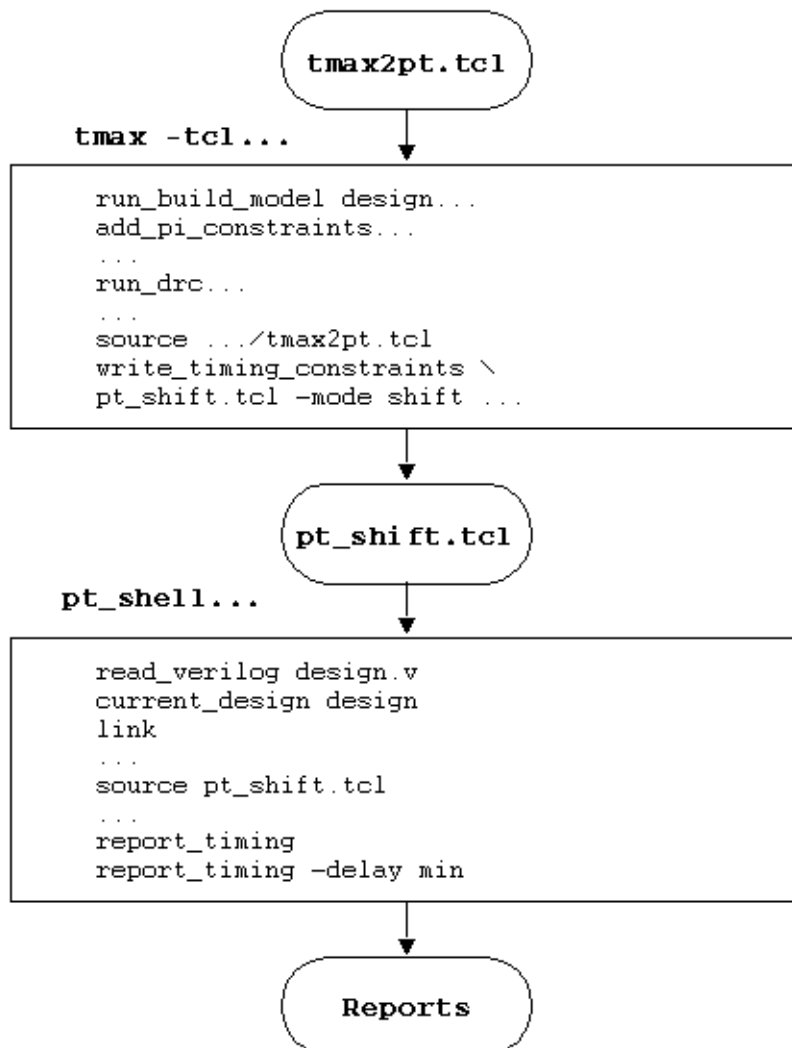 tmax2pt.tcl
tmax -tcl...
run_build_model design...
add_pi_constraints...
...
run_drc...
...
source .../tmax2pt.tcl
write_timing_constraints \
pt_shift.tcl -mode shift ...
pt_shift.tcl
pt_shell...
read_verilog design.v
current_design design
link
...
source pt_shift.tcl
...
report_timing
report_timing -delay min
Reports